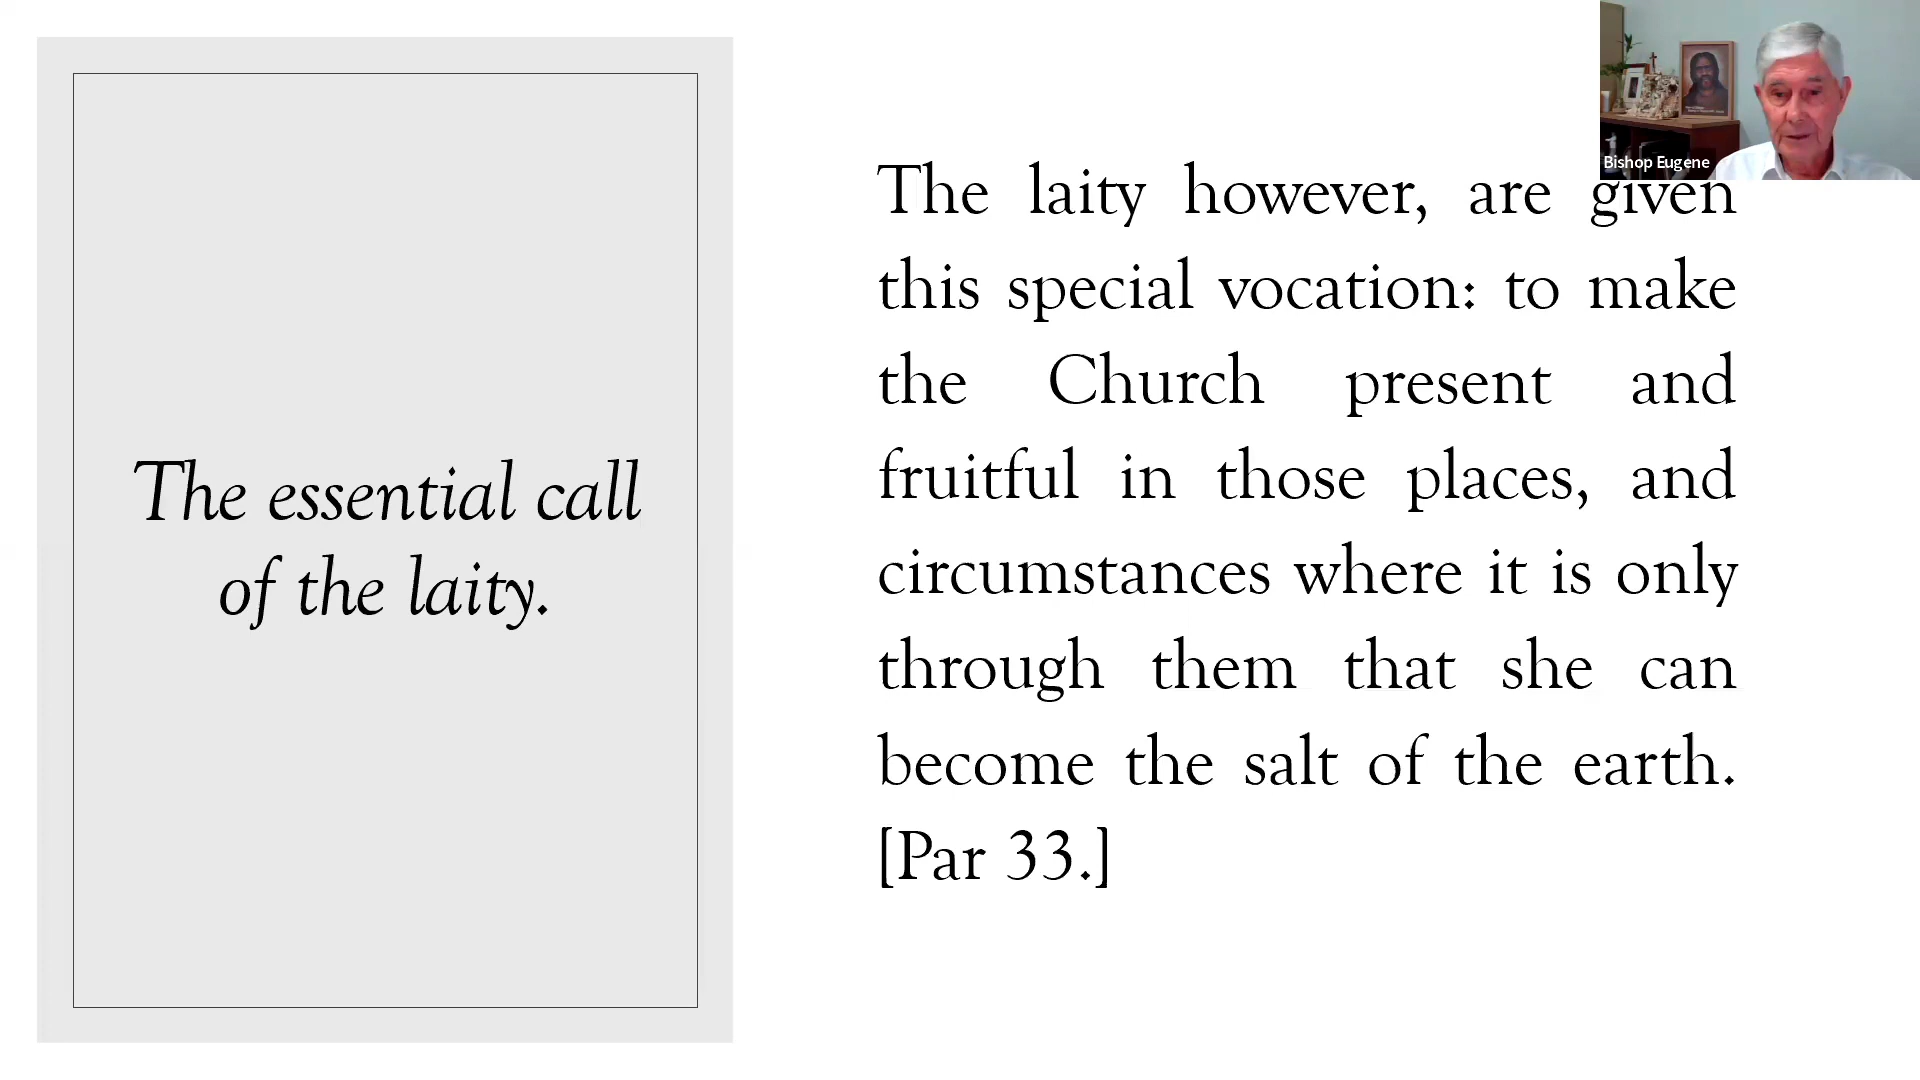 The essential call
of the laity.
The laity however, are given
this special vocation: to make
the Church present and
fruitful in those places, and
circumstances where it is only
through them that she can
become the salt of the earth.
[Par 33.]
Bishop Eugene